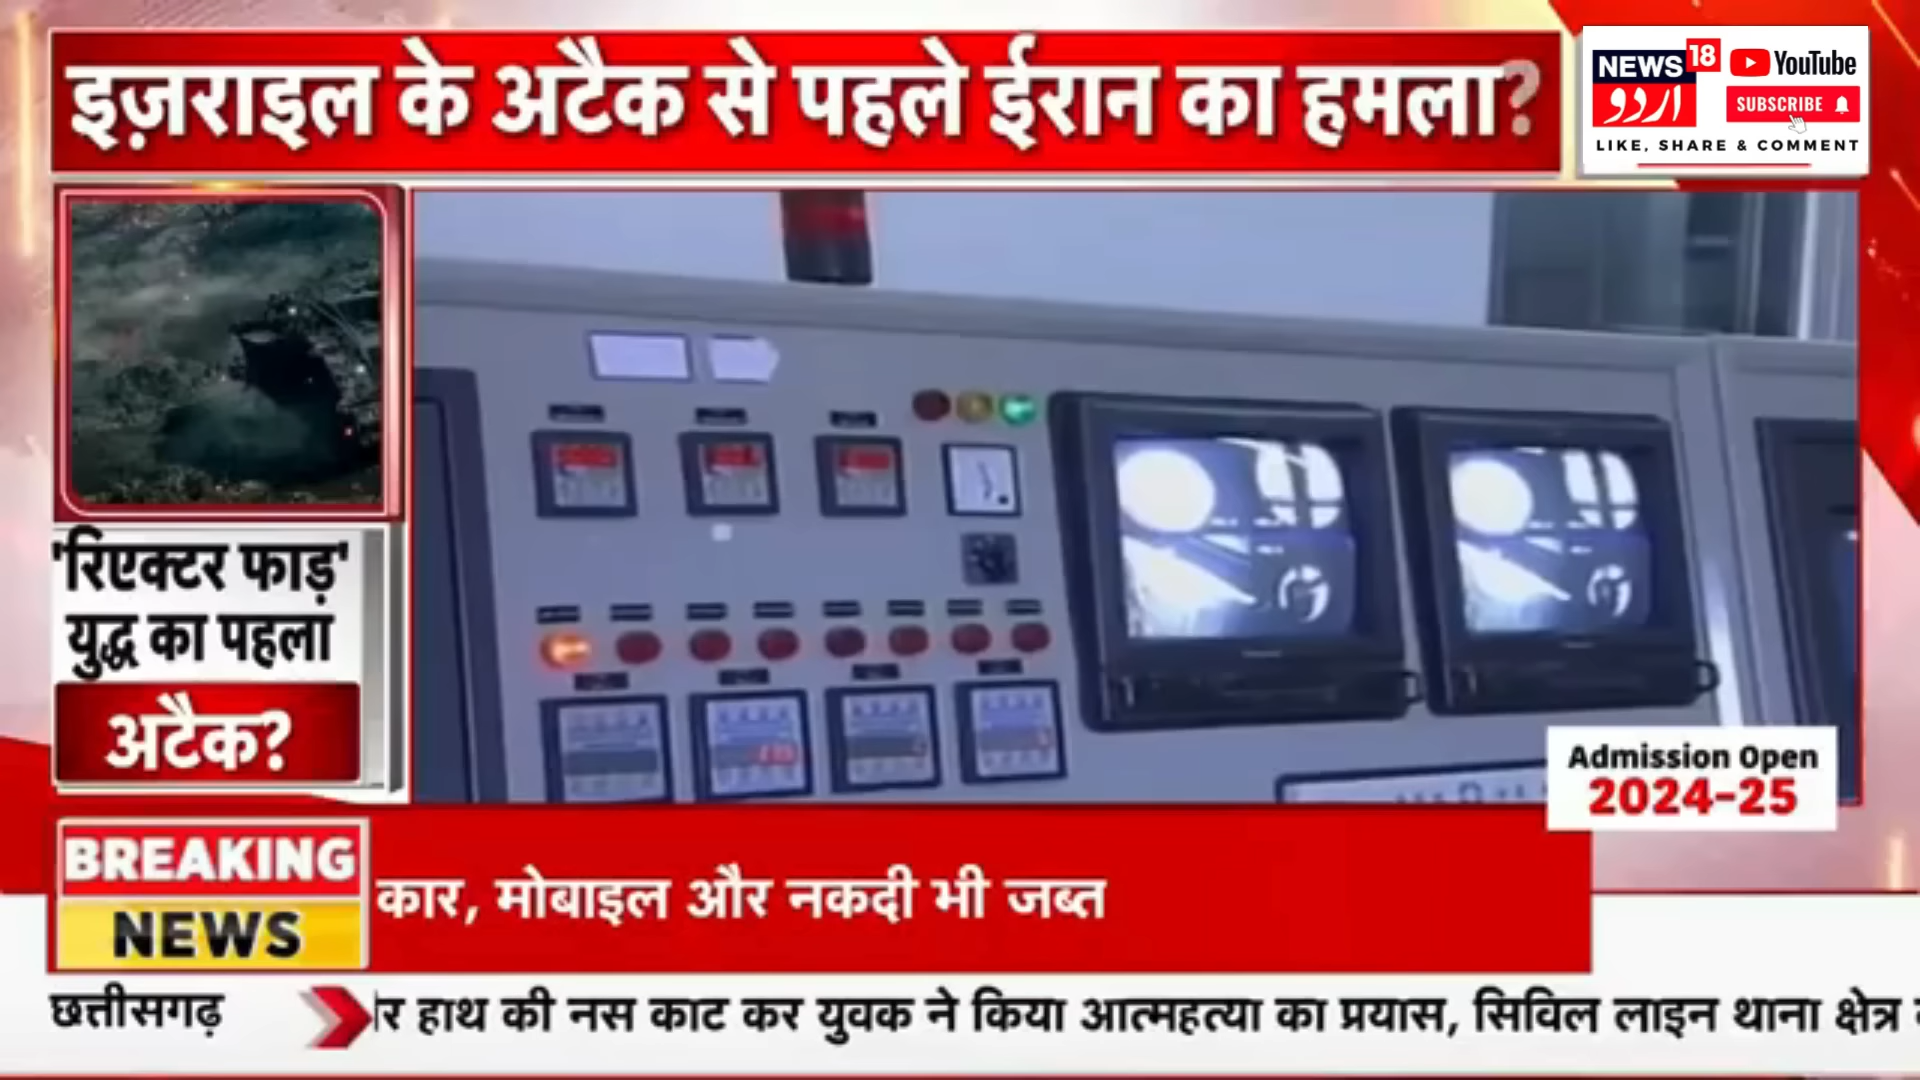 इज़राइल के अटैक से पहले ईरान का हमला?
NEWS 18
اردو
YouTube
SUBSCRIBE
LIKE, SHARE & COMMENT
'रिएक्टर फाड़'
युद्ध का पहला
अटैक?
Admission Open
2024-25
BREAKING
NEWS
कार, मोबाइल और नकदी भी जब्त
छत्तीसगढ़
र हाथ की नस काट कर युवक ने किया आत्महत्या का प्रयास, सिविल लाइन थाना क्षेत्र